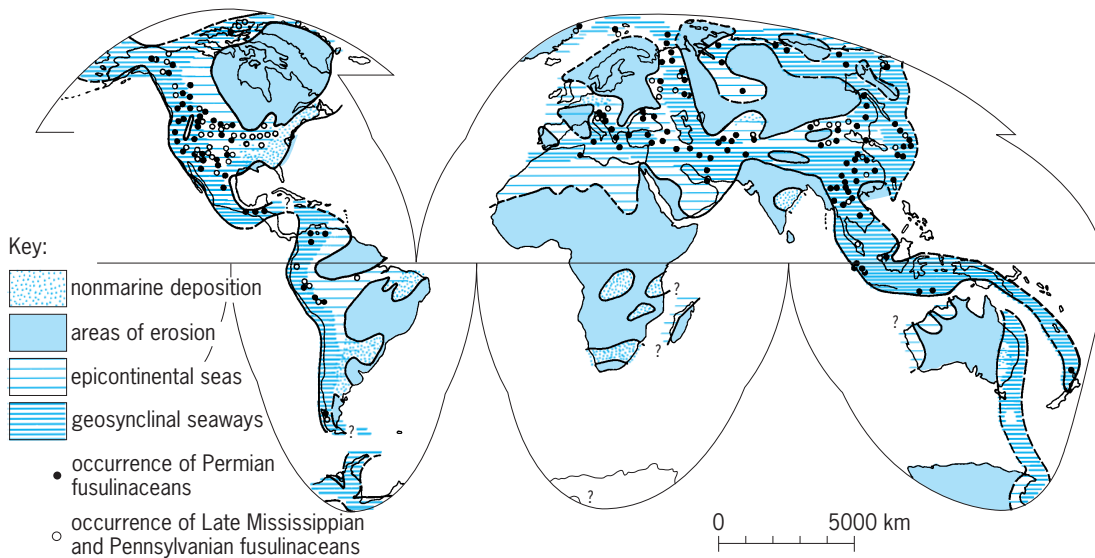 ?
?
?
?
?
?
?
Key:
nonmarine deposition
areas of erosion
epicontinental seas
geosynclinal seaways
occurrence of Permian
fusulinaceans
occurrence of Late Mississippian
and Pennsylvanian fusulinaceans
0 5000 km